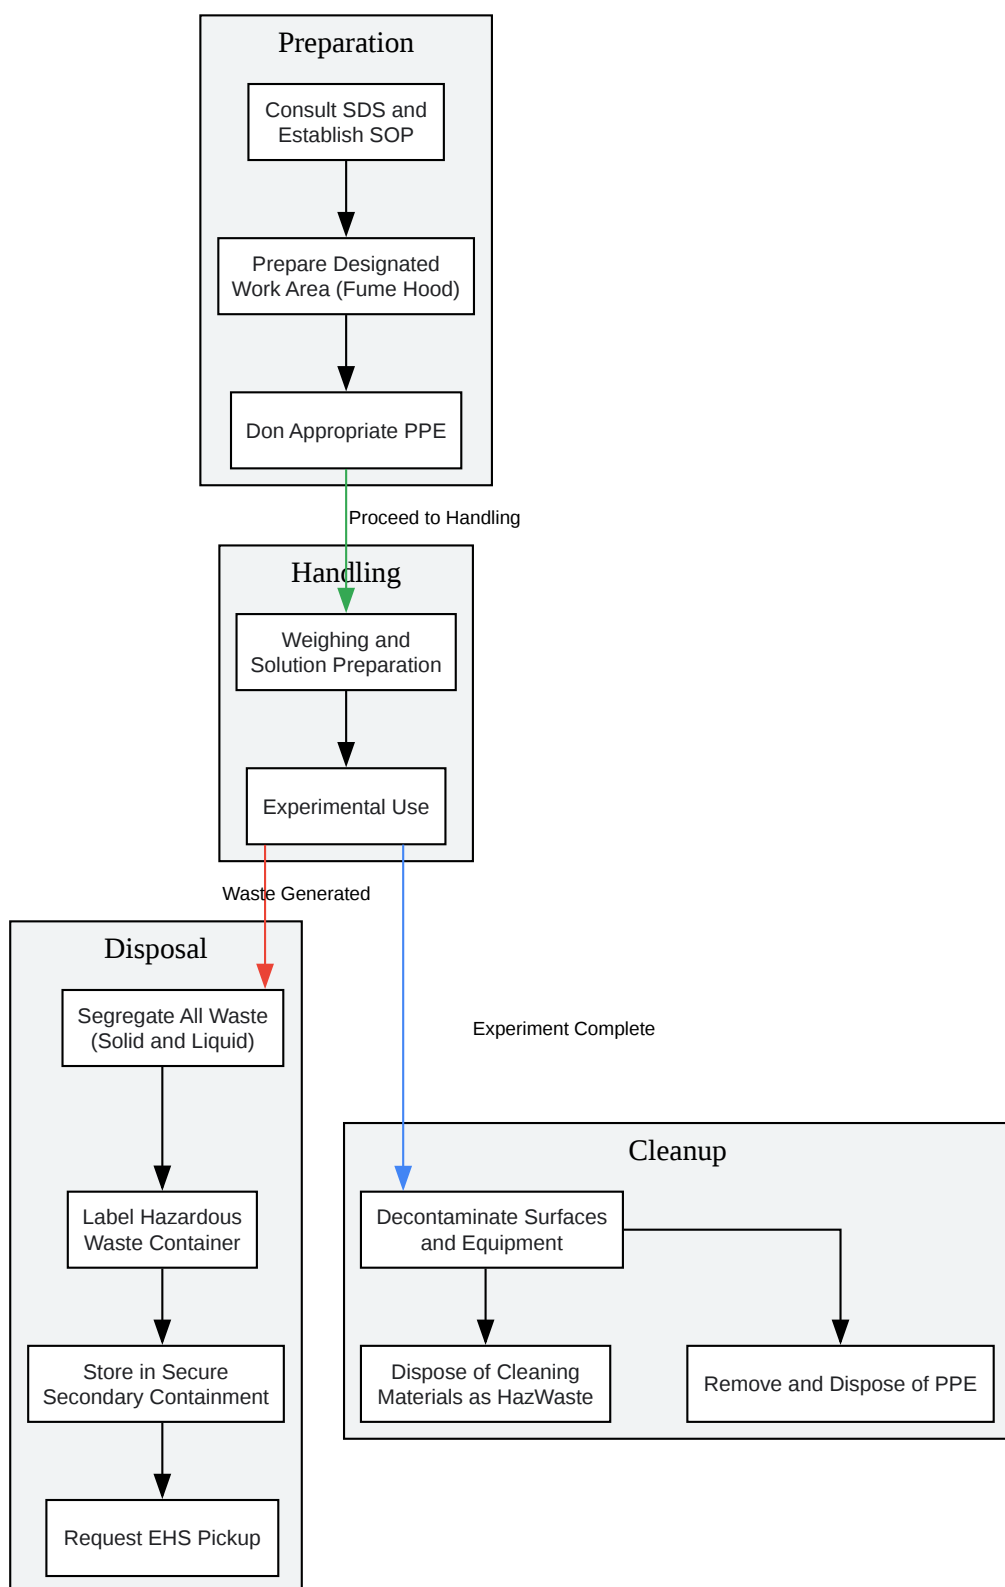 Preparation
Consult SDS and
Establish SOP
Prepare Designated
Work Area (Fume Hood)
Don Appropriate PPE
Proceed to Handling
Handling
Weighing and
Solution Preparation
Experimental Use
Waste Generated
Disposal
Segregate All Waste
(Solid and Liquid)
Experiment Complete
Label Hazardous
Waste Container
Store in Secure
Secondary Containment
Request EHS Pickup
Cleanup
Decontaminate Surfaces
and Equipment
Dispose of Cleaning
Materials as HazWaste
Remove and Dispose of PPE